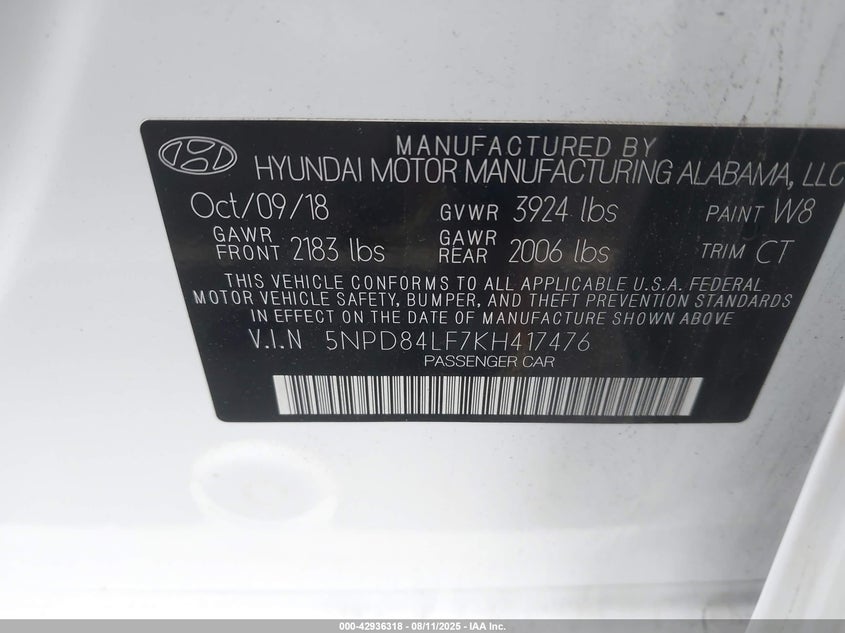 MANUFACTURED BY
HYUNDAI MOTOR MANUFACTURING ALABAMA, LLC
Oct/09/18 GVWR 3924 lbs PAINT W8
GAWR FRONT 2183 lbs GAWR REAR 2006 lbs TRIM CT
THIS VEHICLE CONFORMS TO ALL APPLICABLE U.S.A. FEDERAL
MOTOR VEHICLE SAFETY, BUMPER, AND THEFT PREVENTION STANDARDS
IN EFFECT ON THE DATE OF MANUFACTURE SHOWN ABOVE
V.I.N 5NPD84LF7KH417476
PASSENGER CAR
000-42936318 - 08/11/2025 - IAA Inc.